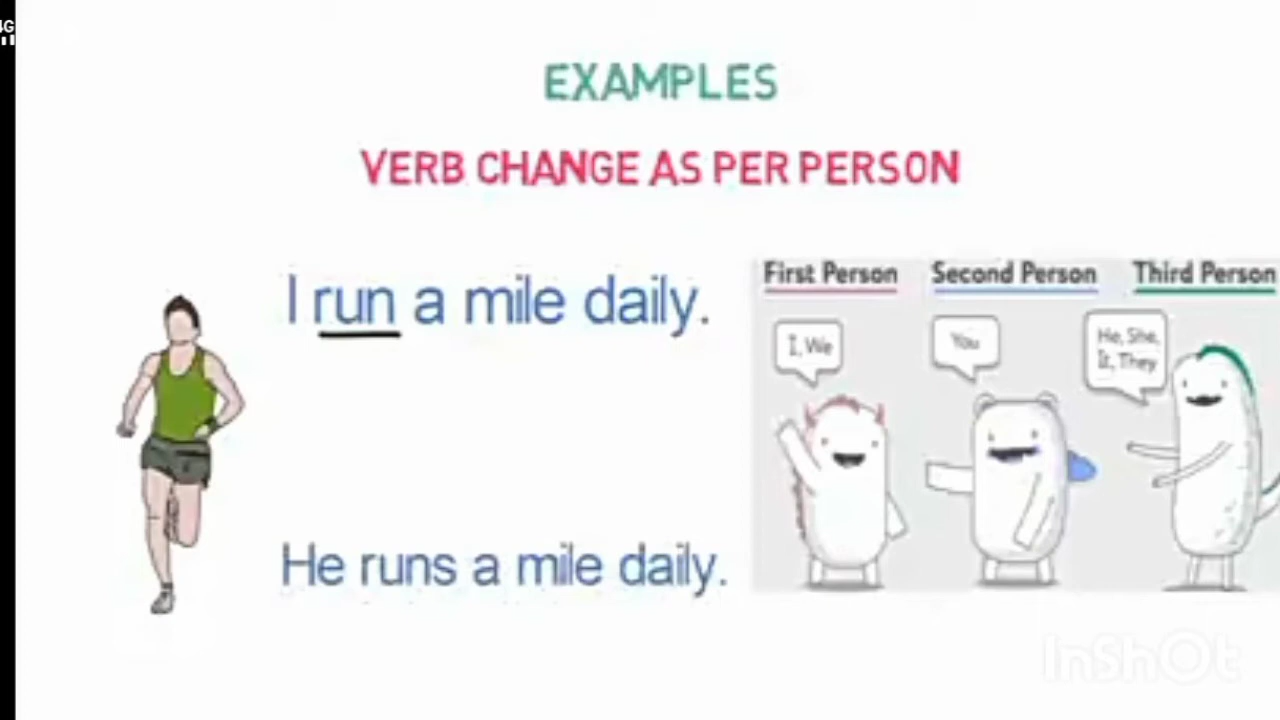 4G
EXAMPLES
VERB CHANGE AS PER PERSON
I run a mile daily.
He runs a mile daily.
First Person
Second Person
Third Person
I, We
You
He, She,
It, They
InShOt